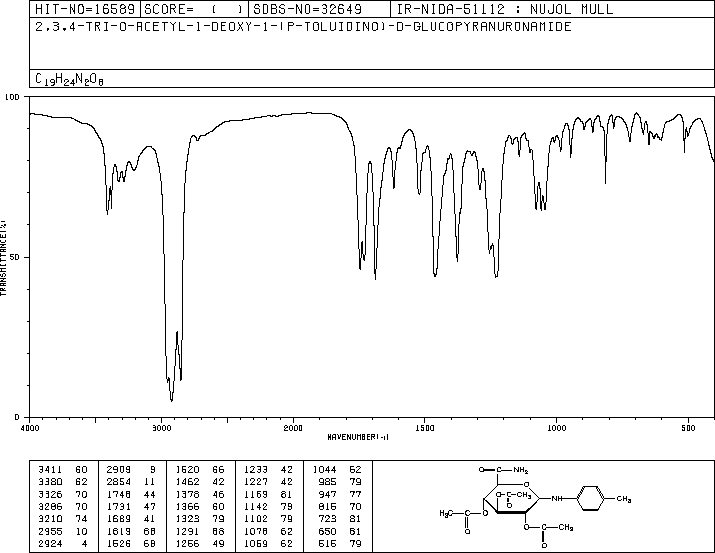 HIT-NO=16589 SCORE= ( ) SDBS-NO=32649 IR-NIDA-51112 : NUJOL MULL
2,3,4-TRI-O-ACETYL-1-DEOXY-1-(P-TOLUIDINO)-D-GLUCOPYRANURONAMIDE
C19H24N2O8
100
50
0
TRANSMITTANCE(%)
4000 3000 2000 1500 1000 500
WAVENUMBER(-1)
3411 60 2909 9 1620 66 1233 42 1044 62
3380 62 2854 11 1462 42 1227 42 985 79
3326 70 1748 44 1378 46 1169 81 947 77
3286 70 1731 47 1366 60 1142 79 815 70
3210 74 1689 41 1323 79 1102 79 723 81
2955 10 1619 68 1291 68 1078 62 650 81
2924 4 1526 68 1256 49 1059 62 515 79
O C NH2
O CCH3
O
O
H3C C O
O
NH CH3
O C CH3
O